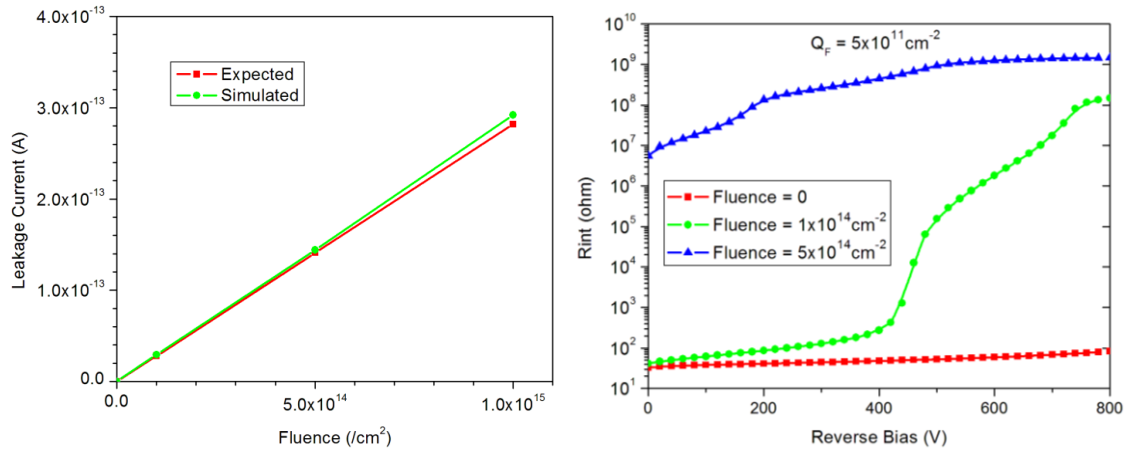 4.0x10⁻¹³
3.0x10⁻¹³
2.0x10⁻¹³
1.0x10⁻¹³
0.0
Leakage Current (A)
Expected
Simulated
0.0
5.0x10¹⁴
1.0x10¹⁵
Fluence (/cm²)
10¹⁰
10⁹
10⁸
10⁷
10⁶
10⁵
10⁴
10³
10²
10¹
Rint (ohm)
Q_F = 5x10¹¹cm⁻²
Fluence = 0
Fluence = 1x10¹⁴cm⁻²
Fluence = 5x10¹⁴cm⁻²
0
200
400
600
800
Reverse Bias (V)